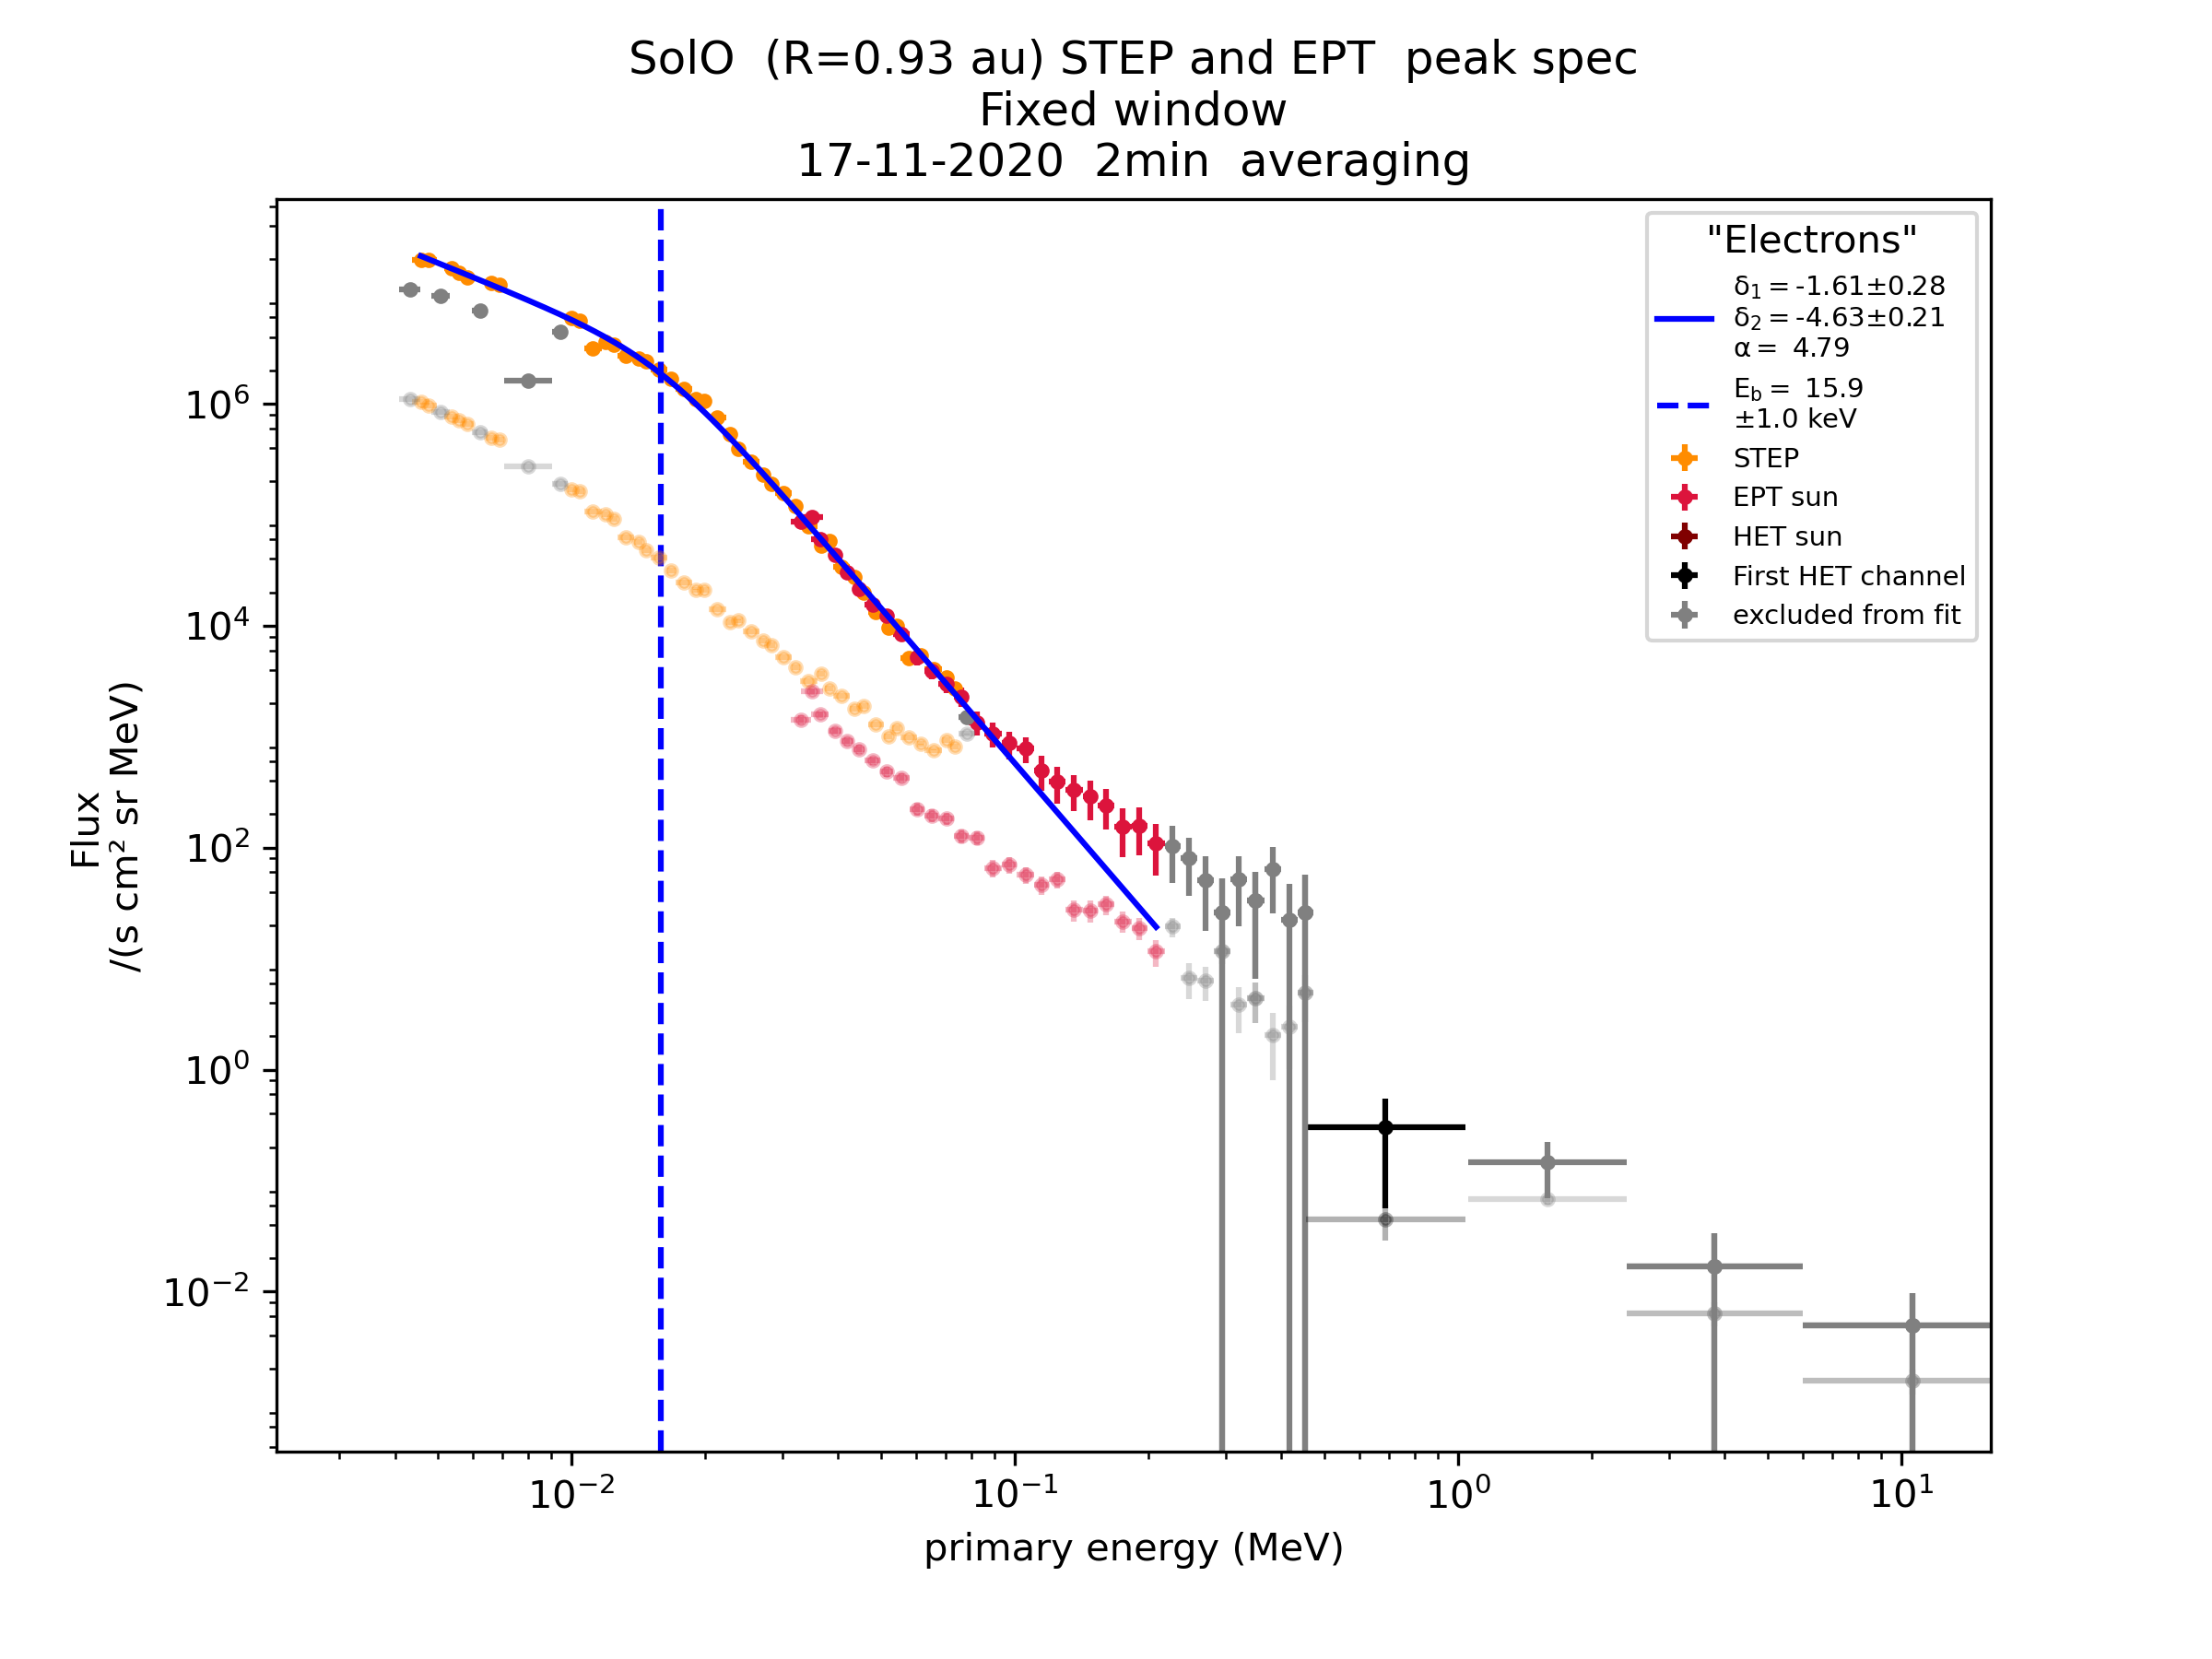 SolO  (R=0.93 au) STEP and EPT  peak spec
Fixed window
17-11-2020  2min  averaging
"Electrons"
δ₁ = -1.61±0.28
δ₂ = -4.63±0.21
α =  4.79
E_b =  15.9
±1.0 keV
STEP
EPT sun
HET sun
First HET channel
excluded from fit
Flux
/(s cm² sr MeV)
10⁶
10⁴
10²
10⁰
10⁻²
10⁻² 10⁻¹ 10⁰ 10¹
primary energy (MeV)